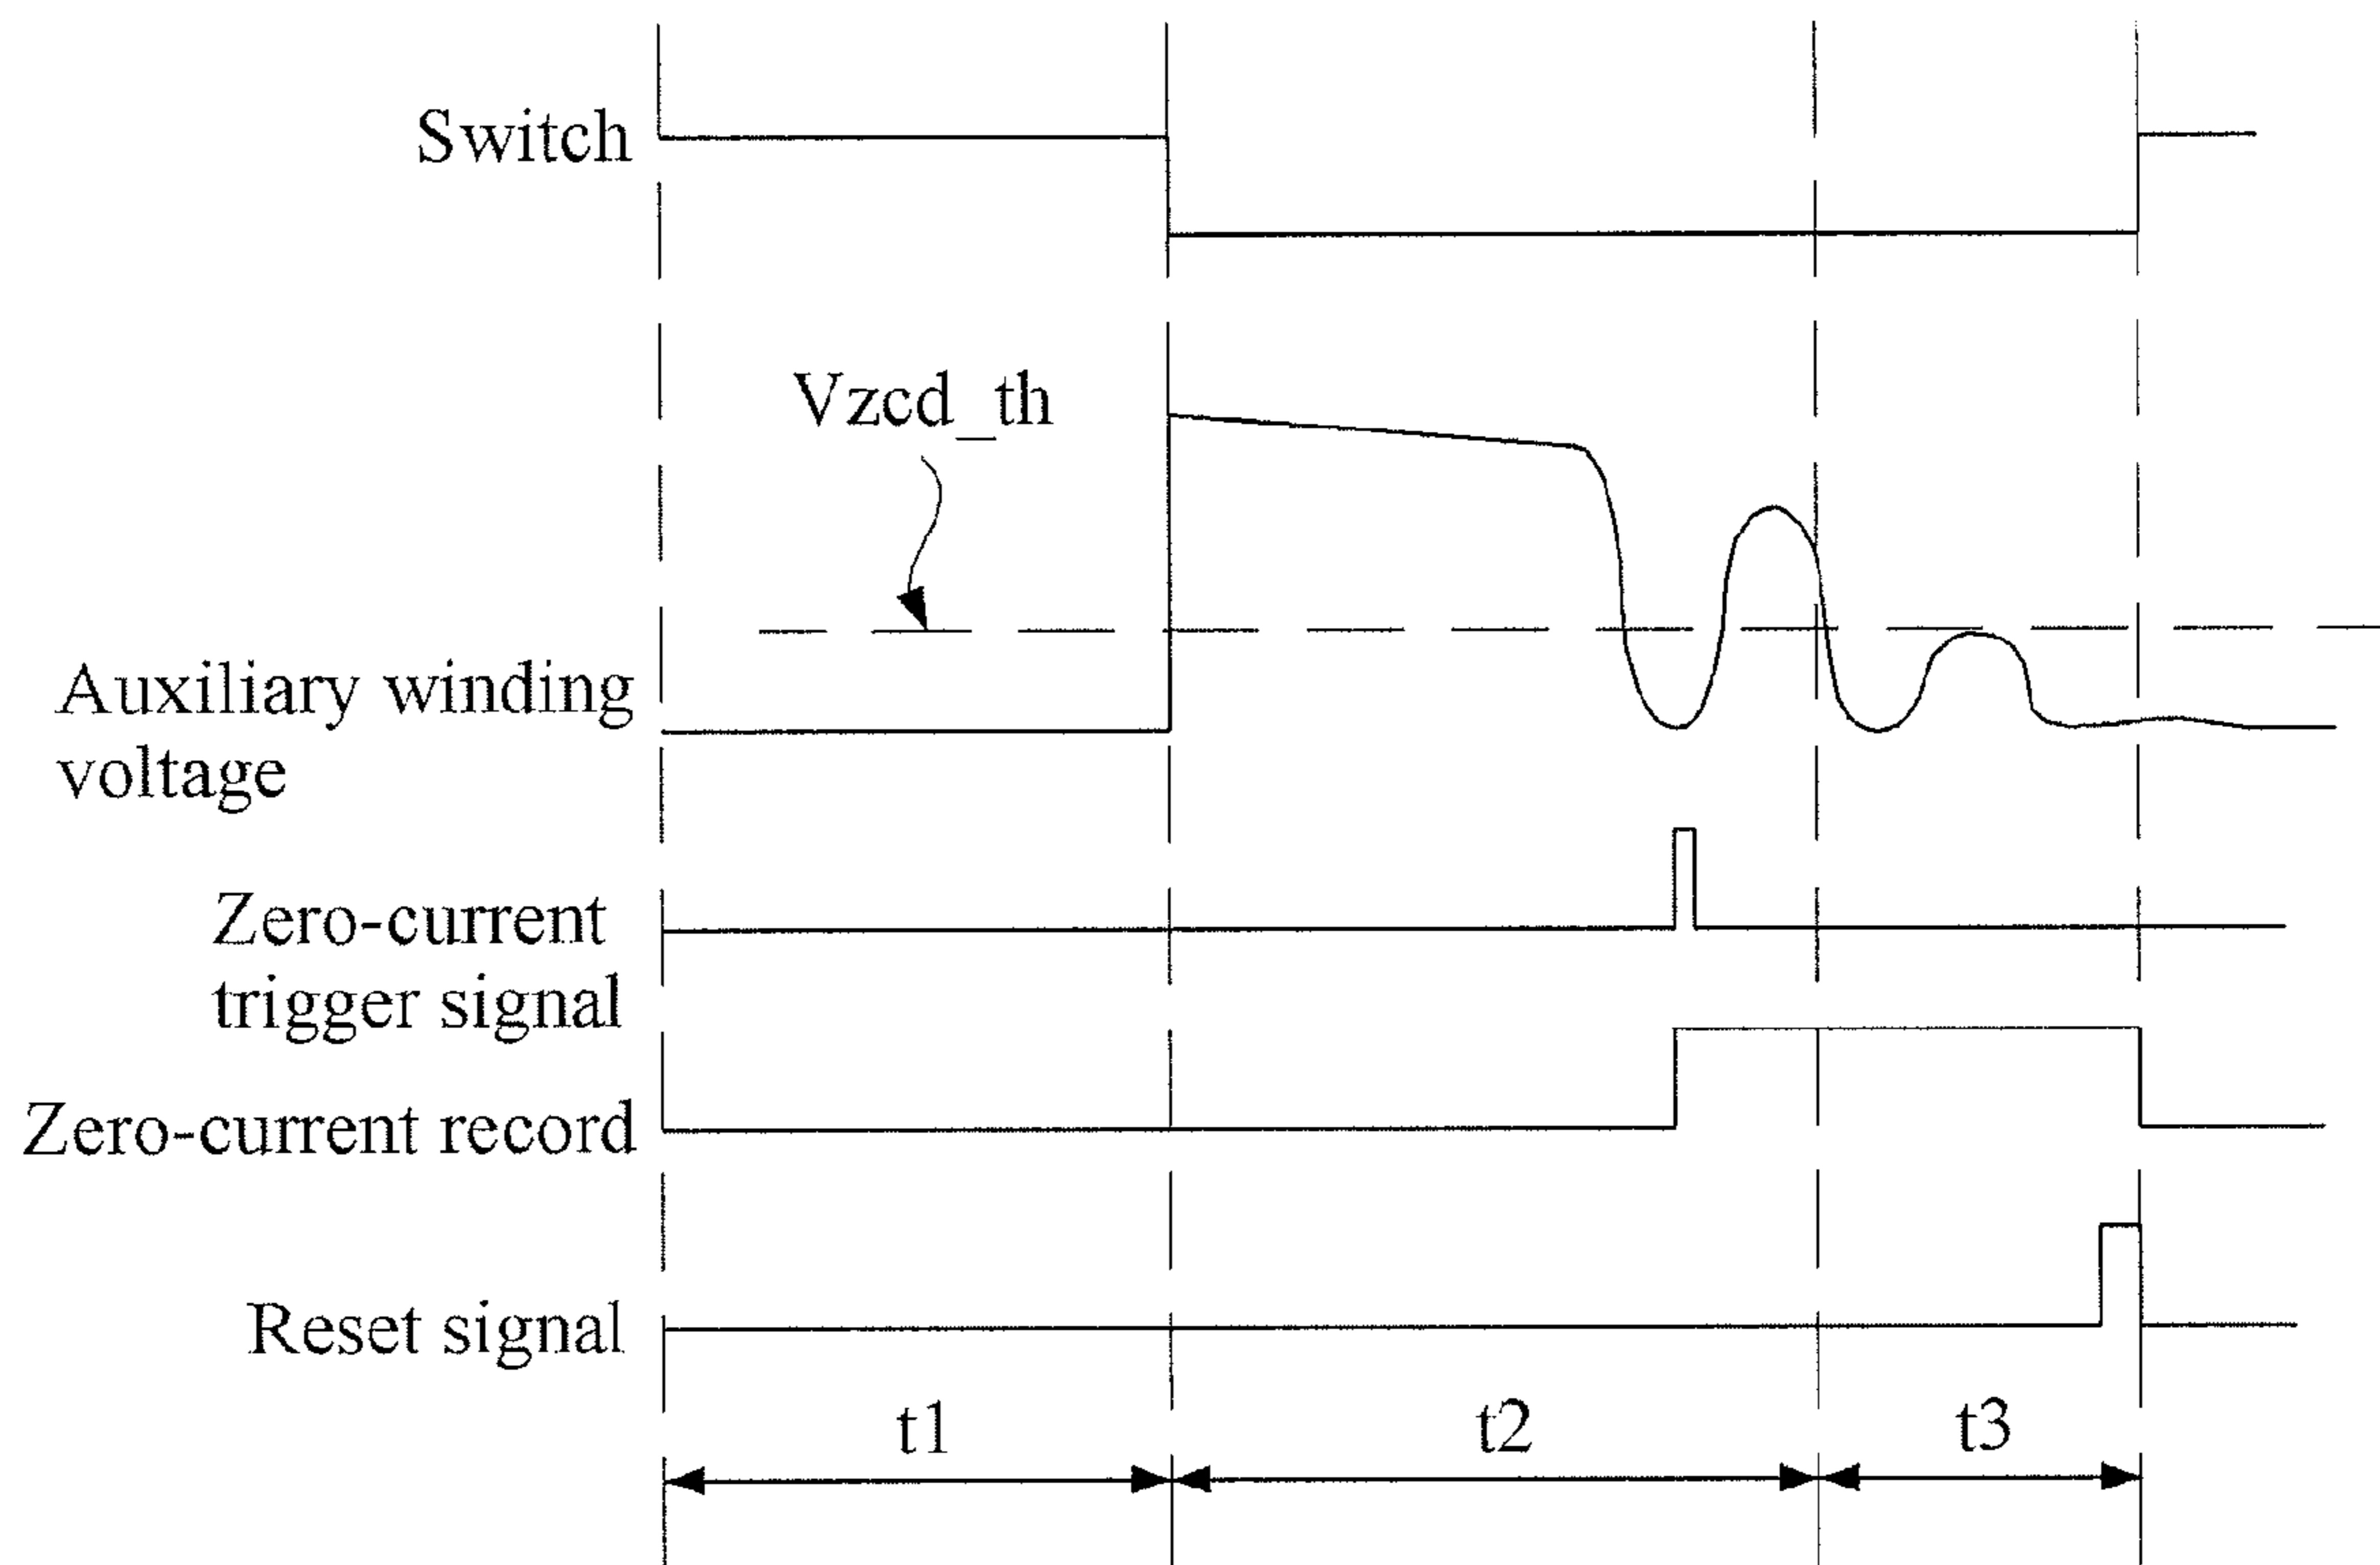 Switch
Vzcd_th
Auxiliary winding
voltage
Zero-current
trigger signal
Zero-current record
Reset signal
t1
t2
t3